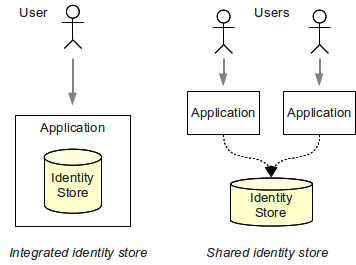 User
Application
Identity
Store
Integrated identity store
Users
Application
Application
Identity
Store
Shared identity store